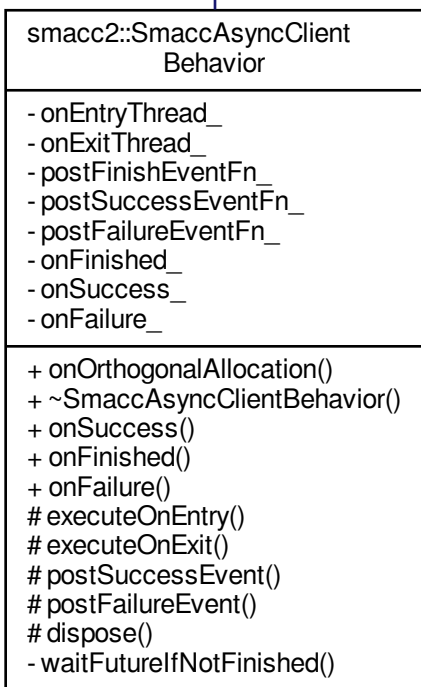 smacc2::SmaccAsyncClient
Behavior
- onEntryThread_
- onExitThread_
- postFinishEventFn_
- postSuccessEventFn_
- postFailureEventFn_
- onFinished_
- onSuccess_
- onFailure_
+ onOrthogonalAllocation()
+ ~SmaccAsyncClientBehavior()
+ onSuccess()
+ onFinished()
+ onFailure()
# executeOnEntry()
# executeOnExit()
# postSuccessEvent()
# postFailureEvent()
# dispose()
- waitFutureIfNotFinished()